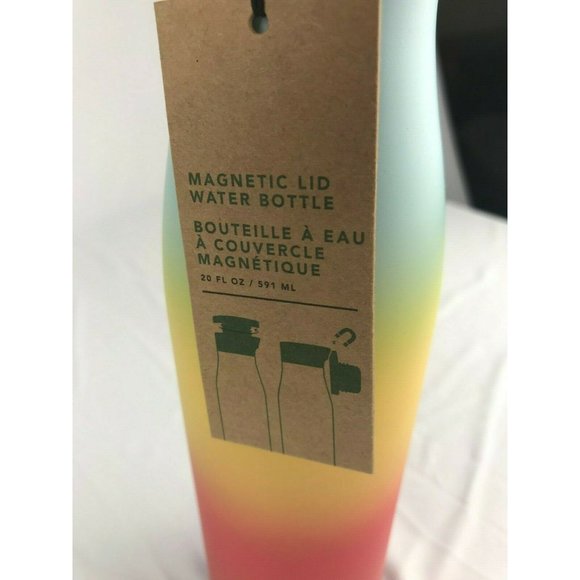 MAGNETIC LID
WATER BOTTLE
BOUTEILLE À EAU
À COUVERCLE
MAGNÉTIQUE
20 FL OZ / 591 ML